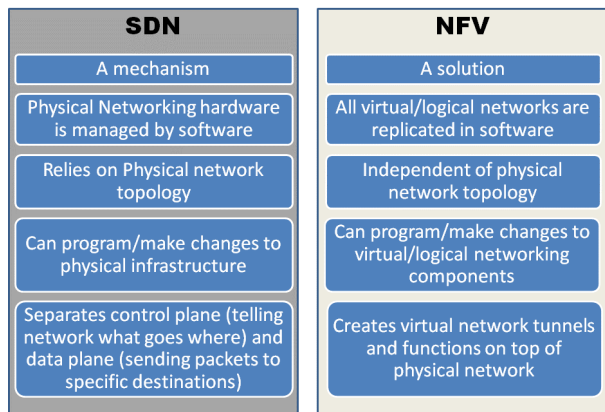 SDN
A mechanism
Physical Networking hardware
is managed by software
Relies on Physical network
topology
Can program/make changes to
physical infrastructure
Separates control plane (telling
network what goes where) and
data plane (sending packets to
specific destinations)
NFV
A solution
All virtual/logical networks are
replicated in software
Independent of physical
network topology
Can program/make changes to
virtual/logical networking
components
Creates virtual network tunnels
and functions on top of
physical network